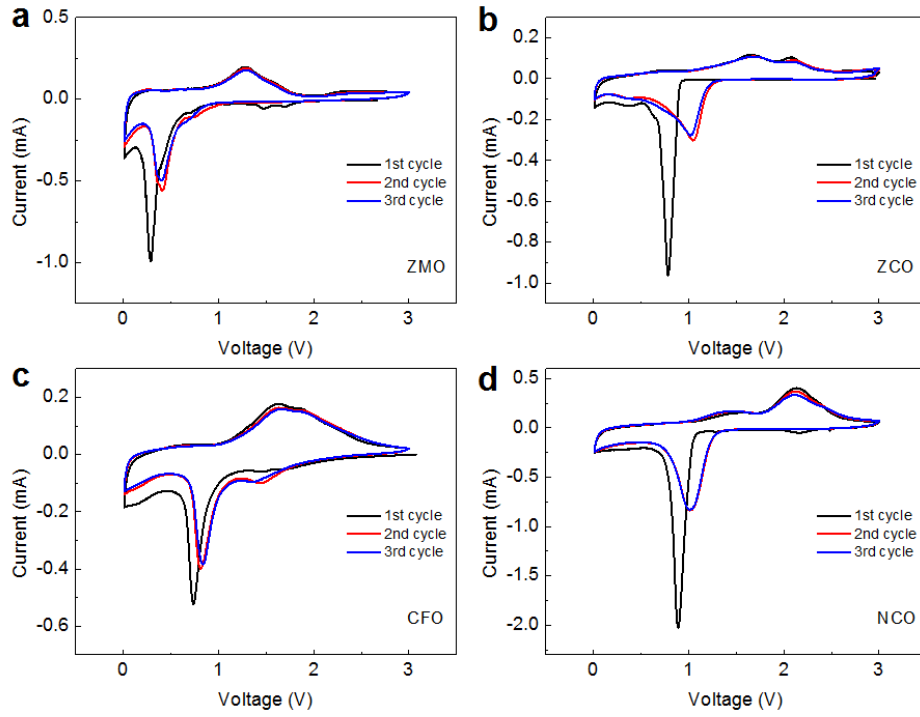 a
0.5
0.0
-0.5
-1.0
Current (mA)
1st cycle
2nd cycle
3rd cycle
ZMO
0 1 2 3
Voltage (V)
b
0.2
0.0
-0.2
-0.4
-0.6
-0.8
-1.0
Current (mA)
1st cycle
2nd cycle
3rd cycle
ZCO
0 1 2 3
Voltage (V)
c
0.2
0.0
-0.2
-0.4
-0.6
Current (mA)
1st cycle
2nd cycle
3rd cycle
CFO
0 1 2 3
Voltage (V)
d
0.5
0.0
-0.5
-1.0
-1.5
-2.0
Current (mA)
1st cycle
2nd cycle
3rd cycle
NCO
0 1 2 3
Voltage (V)